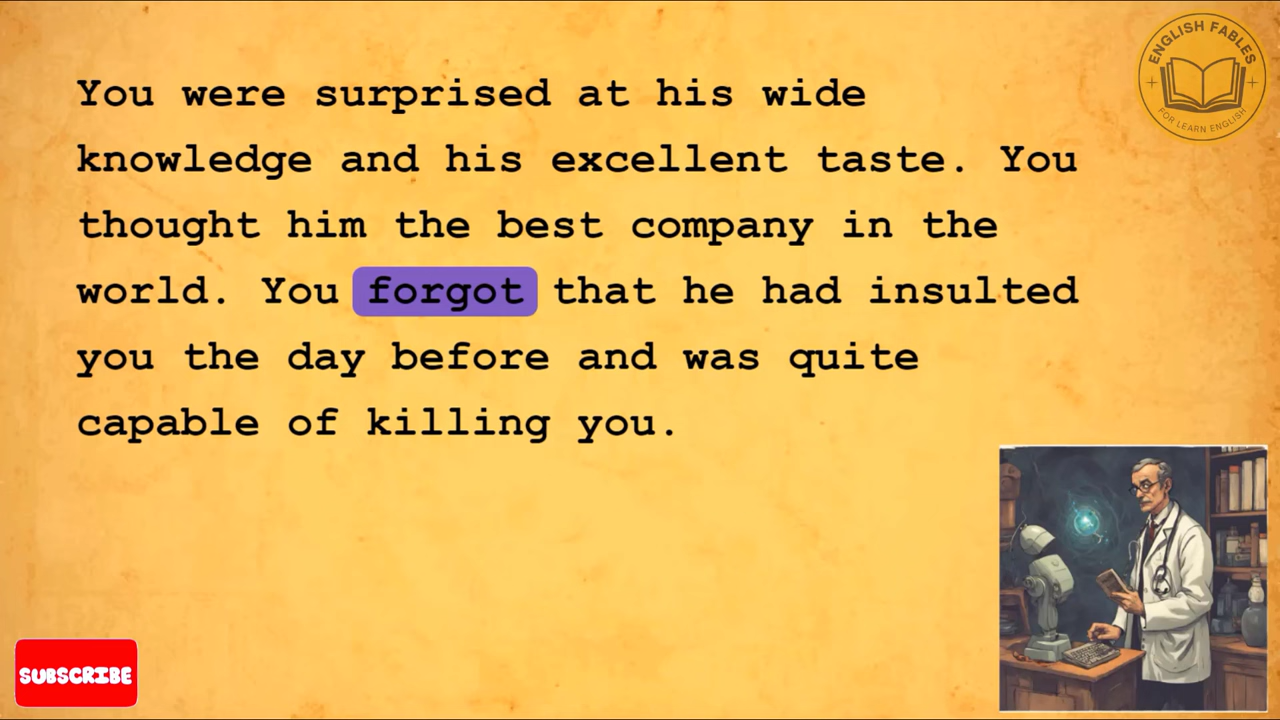 You were surprised at his wide
knowledge and his excellent taste. You
thought him the best company in the
world. You forgot that he had insulted
you the day before and was quite
capable of killing you.
ENGLISH FABLES
FOR LEARN ENGLISH
SUBSCRIBE